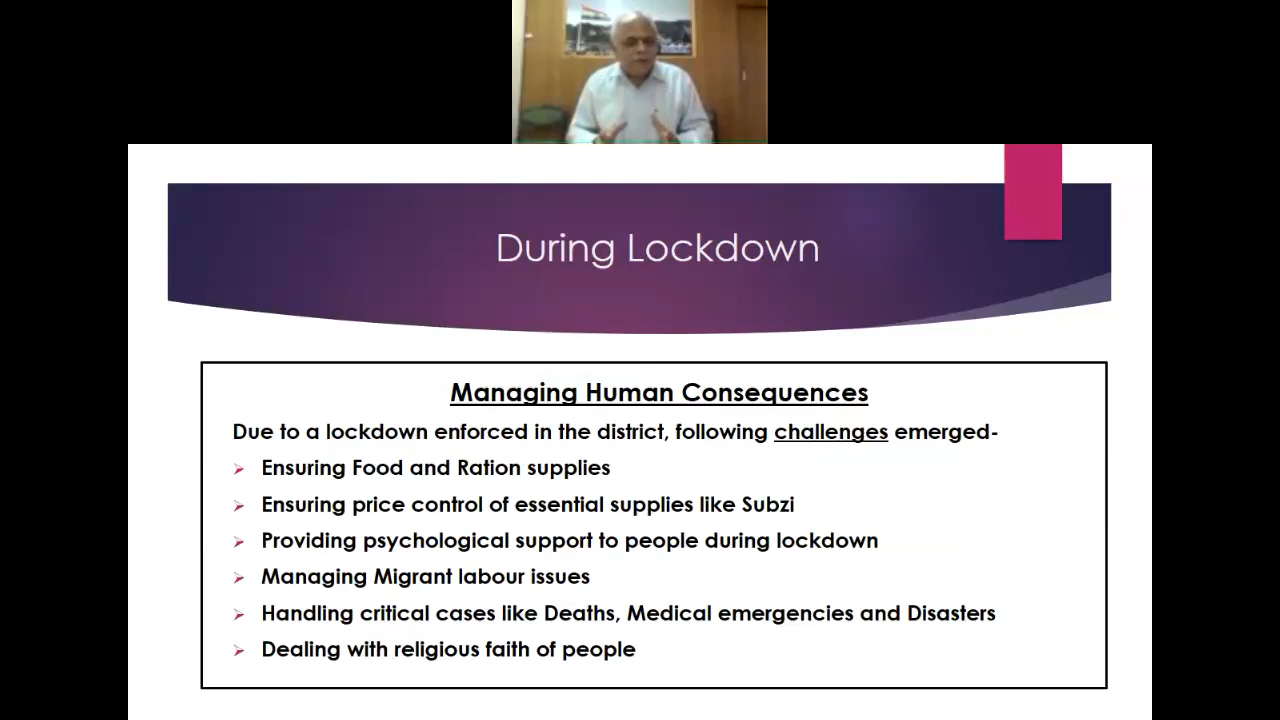 During Lockdown
Managing Human Consequences
Due to a lockdown enforced in the district, following challenges emerged-
Ensuring Food and Ration supplies
Ensuring price control of essential supplies like Subzi
Providing psychological support to people during lockdown
Managing Migrant labour issues
Handling critical cases like Deaths, Medical emergencies and Disasters
Dealing with religious faith of people